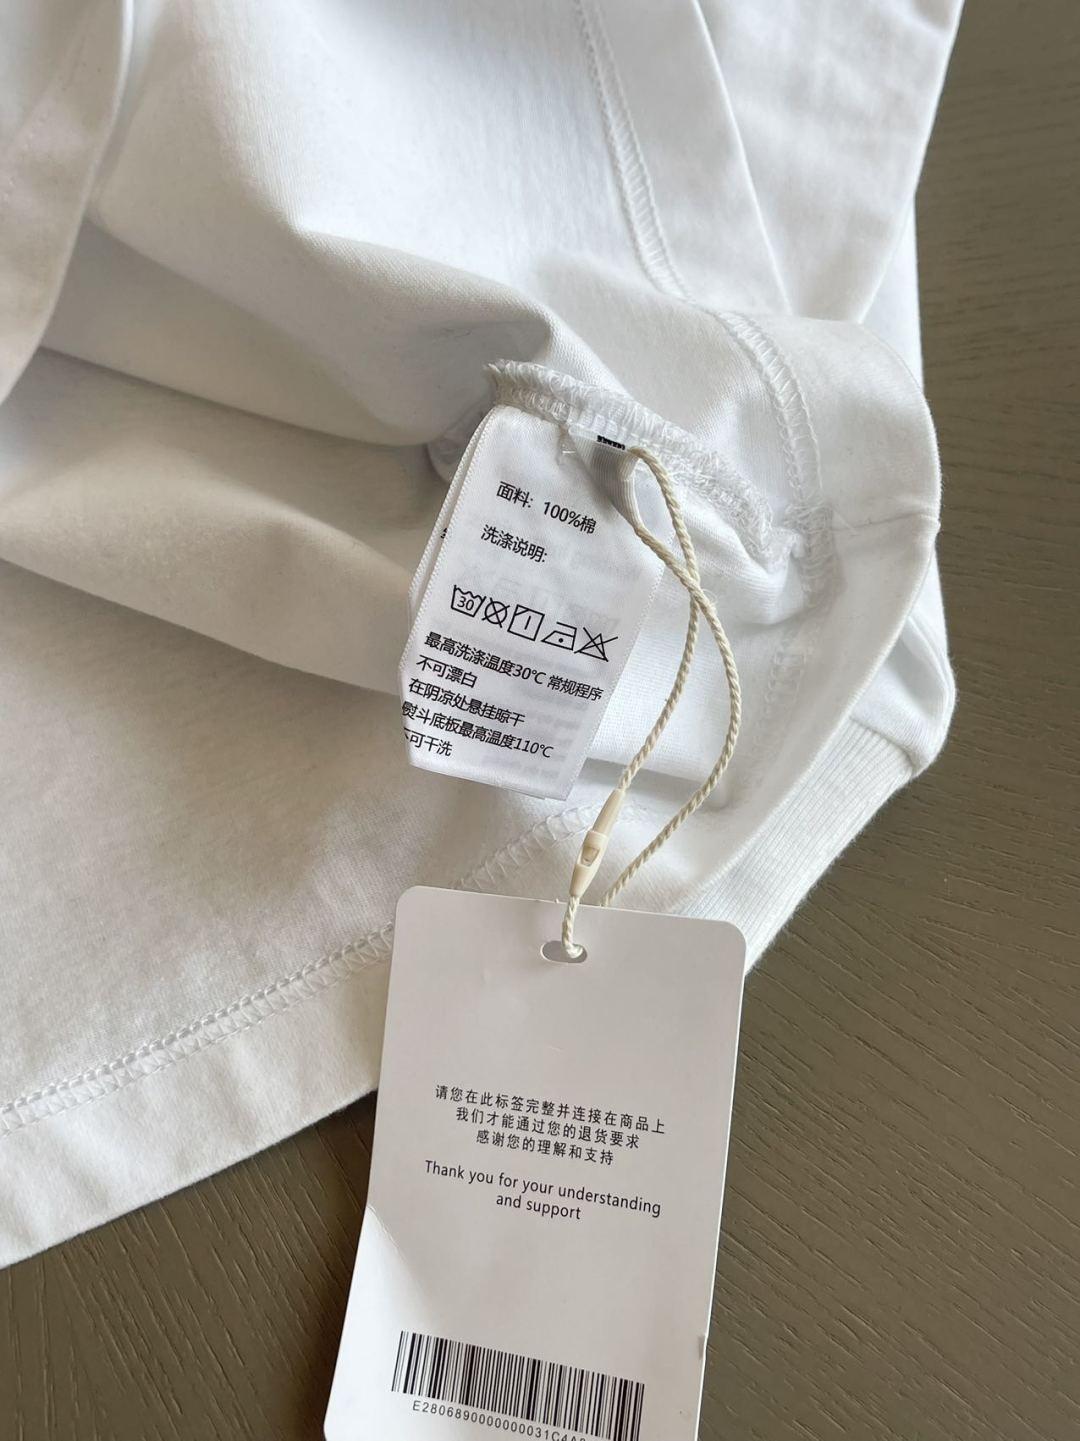 面料: 100%棉
洗涤说明:
30
最高洗涤温度30℃ 常规程序
不可漂白
在阴凉处悬挂晾干
熨斗底板最高温度110℃
不可干洗
请您在此标签完整并连接在商品上
我们才能通过您的退货要求
感谢您的理解和支持
Thank you for your understanding
and support